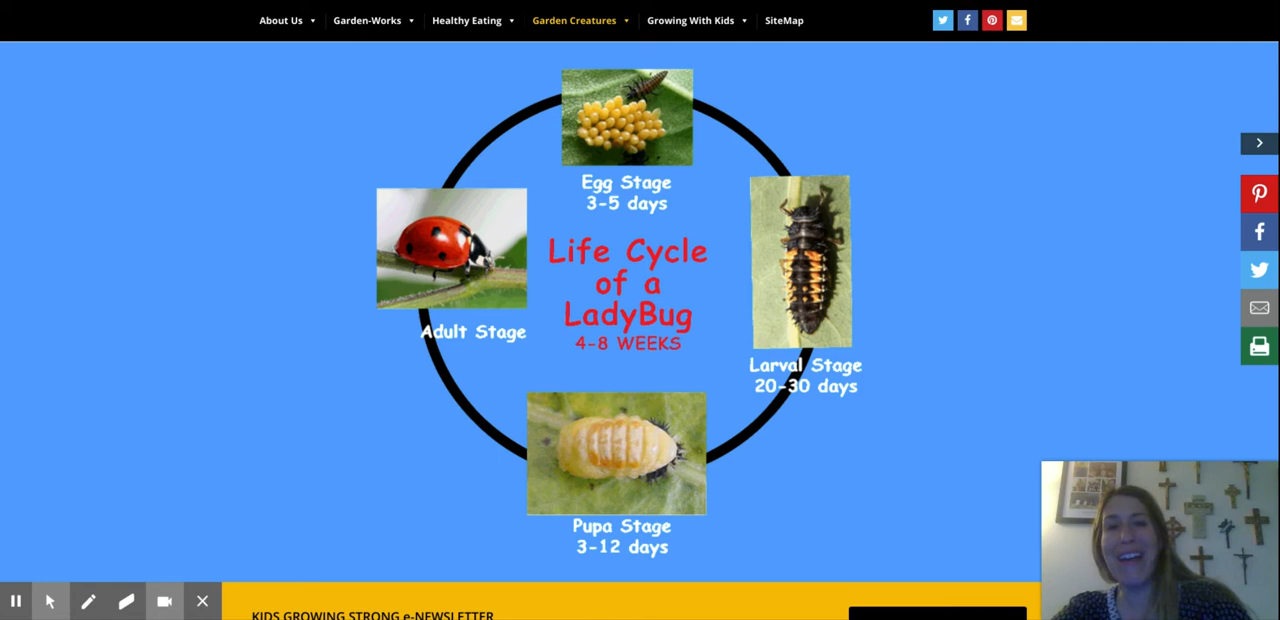 About Us Garden-Works Healthy Eating Garden Creatures Growing With Kids SiteMap
Egg Stage
3-5 days
Life Cycle
of a
LadyBug
4-8 WEEKS
Adult Stage
Larval Stage
20-30 days
Pupa Stage
3-12 days
KIDS GROWING STRONG e-NEWSLETTER